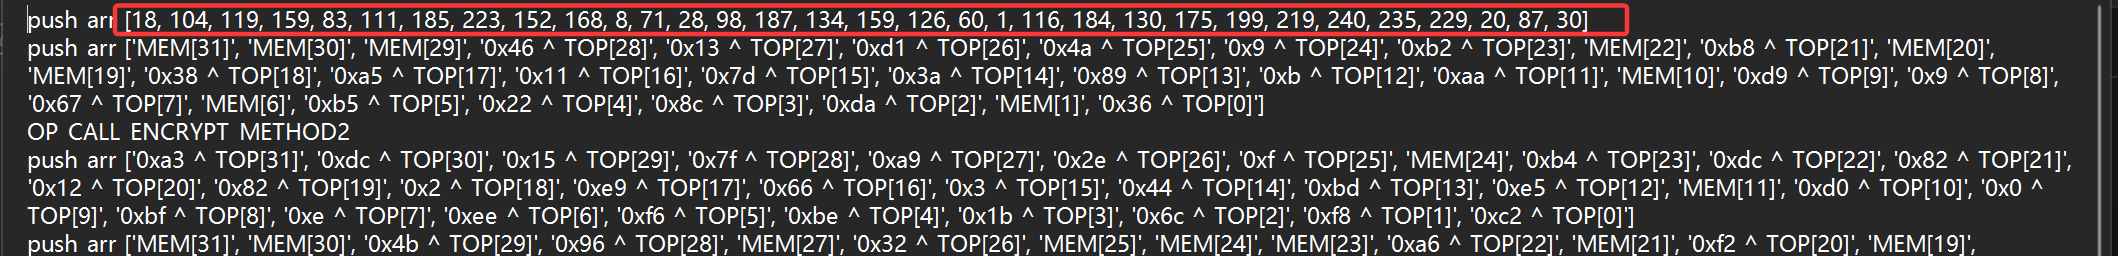 push arr [18, 104, 119, 159, 83, 111, 185, 223, 152, 168, 8, 71, 28, 98, 187, 134, 159, 126, 60, 1, 116, 184, 130, 175, 199, 219, 240, 235, 229, 20, 87, 30]
push arr ['MEM[31]', 'MEM[30]', 'MEM[29]', '0x46 ^ TOP[28]', '0x13 ^ TOP[27]', '0xd1 ^ TOP[26]', '0x4a ^ TOP[25]', '0x9 ^ TOP[24]', '0xb2 ^ TOP[23]', 'MEM[22]', '0xb8 ^ TOP[21]', 'MEM[20]',
'MEM[19]', '0x38 ^ TOP[18]', '0xa5 ^ TOP[17]', '0x11 ^ TOP[16]', '0x7d ^ TOP[15]', '0x3a ^ TOP[14]', '0x89 ^ TOP[13]', '0xb ^ TOP[12]', '0xaa ^ TOP[11]', 'MEM[10]', '0xd9 ^ TOP[9]', '0x9 ^ TOP[8]',
'0x67 ^ TOP[7]', 'MEM[6]', '0xb5 ^ TOP[5]', '0x22 ^ TOP[4]', '0x8c ^ TOP[3]', '0xda ^ TOP[2]', 'MEM[1]', '0x36 ^ TOP[0]']
OP CALL ENCRYPT METHOD2
push arr ['0xa3 ^ TOP[31]', '0xdc ^ TOP[30]', '0x15 ^ TOP[29]', '0x7f ^ TOP[28]', '0xa9 ^ TOP[27]', '0x2e ^ TOP[26]', '0xf ^ TOP[25]', 'MEM[24]', '0xb4 ^ TOP[23]', '0xdc ^ TOP[22]', '0x82 ^ TOP[21]',
'0x12 ^ TOP[20]', '0x82 ^ TOP[19]', '0x2 ^ TOP[18]', '0xe9 ^ TOP[17]', '0x66 ^ TOP[16]', '0x3 ^ TOP[15]', '0x44 ^ TOP[14]', '0xbd ^ TOP[13]', '0xe5 ^ TOP[12]', 'MEM[11]', '0xd0 ^ TOP[10]', '0x0 ^
TOP[9]', '0xbf ^ TOP[8]', '0xe ^ TOP[7]', '0xee ^ TOP[6]', '0xf6 ^ TOP[5]', '0xbe ^ TOP[4]', '0x1b ^ TOP[3]', '0x6c ^ TOP[2]', '0xf8 ^ TOP[1]', '0xc2 ^ TOP[0]']
push arr ['MEM[31]', 'MEM[30]', '0x4b ^ TOP[29]', '0x96 ^ TOP[28]', 'MEM[27]', '0x32 ^ TOP[26]', 'MEM[25]', 'MEM[24]', 'MEM[23]', '0xa6 ^ TOP[22]', 'MEM[21]', '0xf2 ^ TOP[20]', 'MEM[19]',